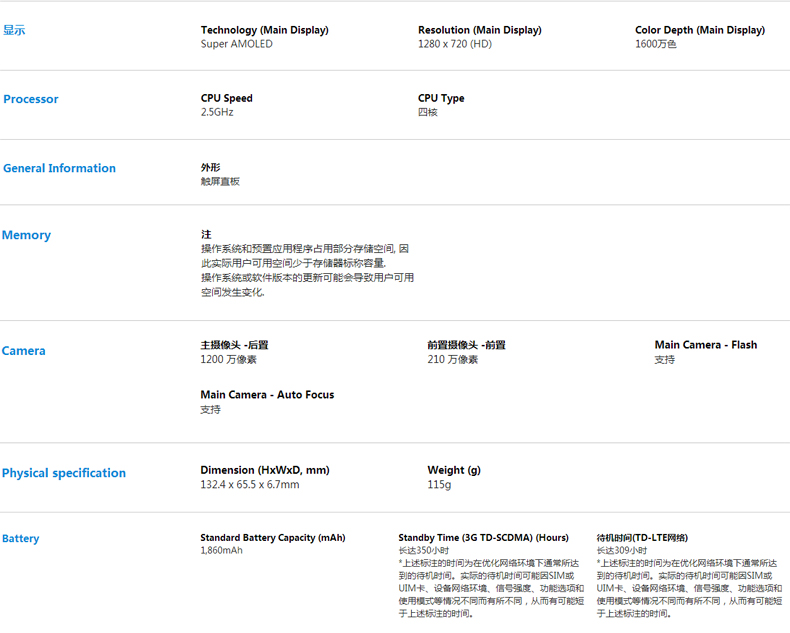 显示
Technology (Main Display)
Super AMOLED
Resolution (Main Display)
1280 x 720 (HD)
Color Depth (Main Display)
1600万色
Processor
CPU Speed
2.5GHz
CPU Type
四核
General Information
外形
触屏直板
Memory
注
操作系统和预置应用程序占用部分存储空间, 因
此实际用户可用空间少于存储器标称容量.
操作系统或软件版本的更新可能会导致用户可用
空间发生变化.
Camera
主摄像头 -后置
1200 万像素
前置摄像头 -前置
210 万像素
Main Camera - Flash
支持
Main Camera - Auto Focus
支持
Physical specification
Dimension (HxWxD, mm)
132.4 x 65.5 x 6.7mm
Weight (g)
115g
Battery
Standard Battery Capacity (mAh)
1,860mAh
Standby Time (3G TD-SCDMA) (Hours)
长达350小时
*上述标注的时间为在优化网络环境下通常所达
到的待机时间。实际的待机时间可能因SIM或
UIM卡、设备网络环境、信号强度、功能选项和
使用模式等情况不同而有所不同，从而有可能短
于上述标注的时间。
待机时间(TD-LTE网络)
长达309小时
*上述标注的时间为在优化网络环境下通常所达
到的待机时间。实际的待机时间可能因SIM或
UIM卡、设备网络环境、信号强度、功能选项和
使用模式等情况不同而有所不同，从而有可能短
于上述标注的时间。